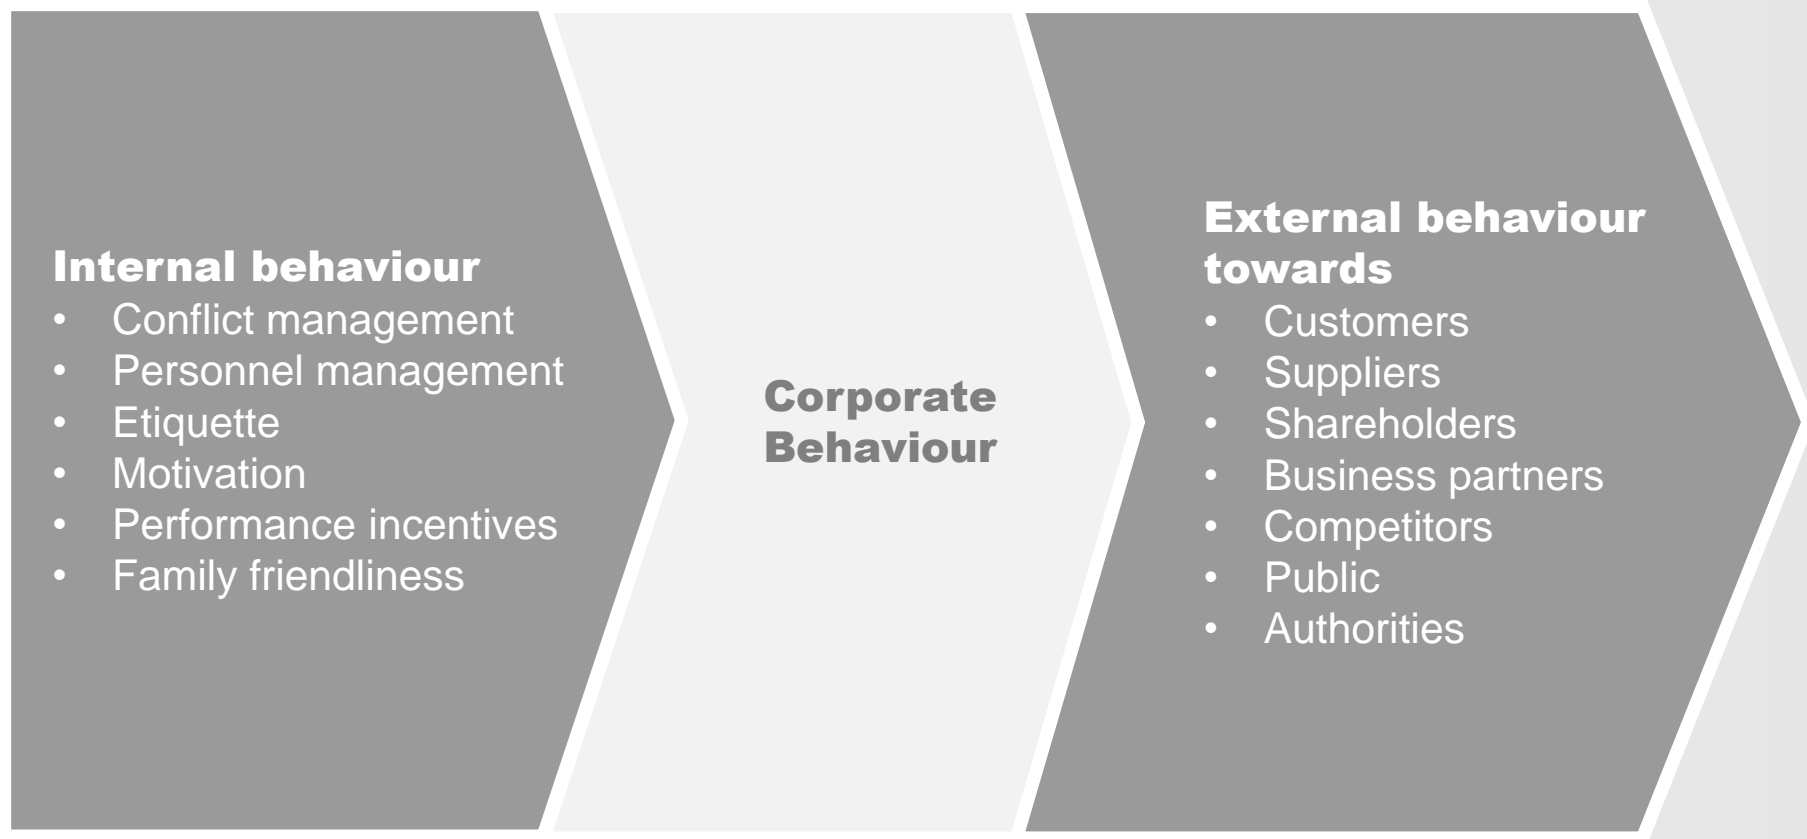 Internal behaviour
• Conflict management
• Personnel management
• Etiquette
• Motivation
• Performance incentives
• Family friendliness
Corporate
Behaviour
External behaviour
towards
• Customers
• Suppliers
• Shareholders
• Business partners
• Competitors
• Public
• Authorities